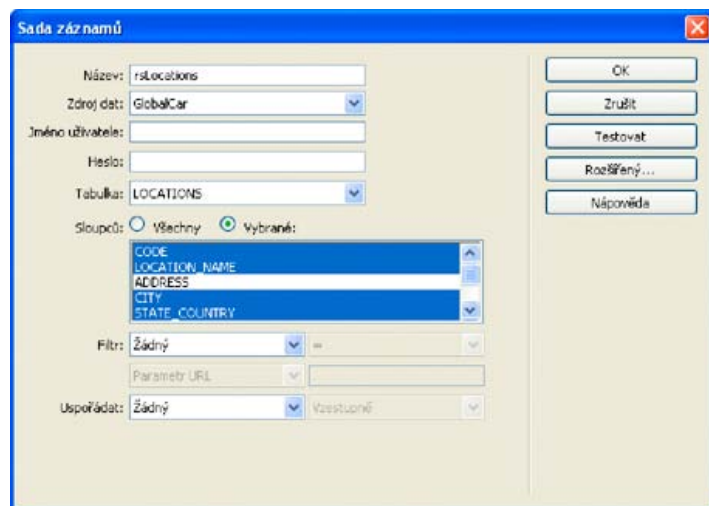 Sada záznamů
Název: rsLocations
OK
Zdroj dat: GlobalCar
Zrušit
Jméno uživatele:
Testovat
Heslo:
Rozšířený...
Tabulka: LOCATIONS
Nápověda
Sloupců: Všechny Vybrané:
CODE
LOCATION_NAME
ADDRESS
CITY
STATE_COUNTRY
Filtr: Žádný =
Parametr URL
Uspořádat: Žádný Vzestupně